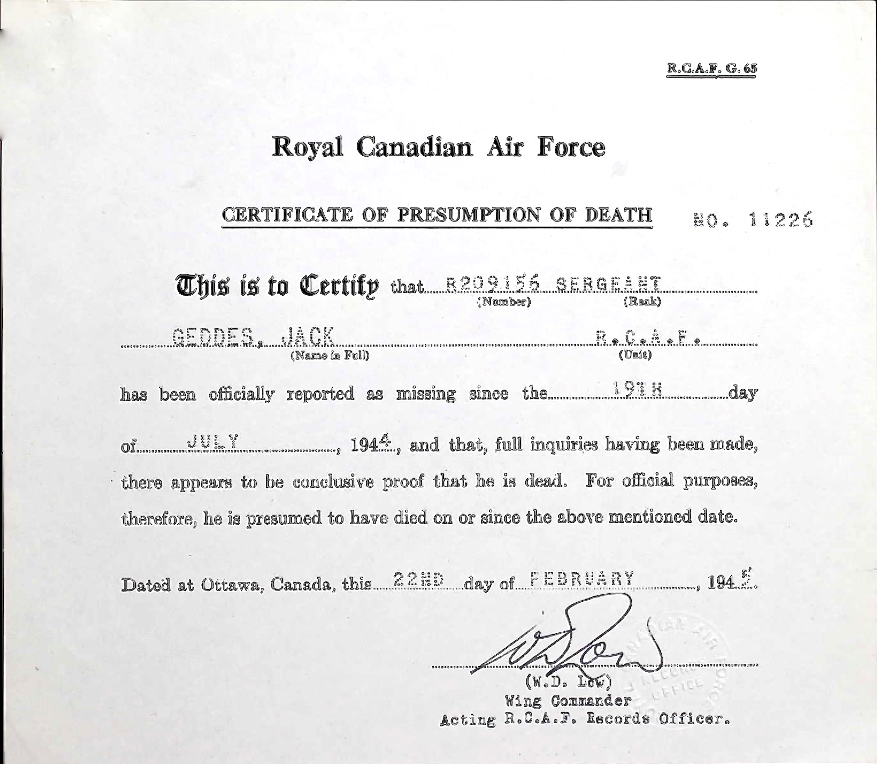 R.C.A.F. G. 65
Royal Canadian Air Force
CERTIFICATE OF PRESUMPTION OF DEATH NO. 11226
This is to Certify that R209156 SERGEANT
(Number) (Rank)
GEDDES, JACK R.C.A.F.
(Name in Full) (Unit)
has been officially reported as missing since the 19TH day
of JULY, 1944, and that, full inquiries having been made,
there appears to be conclusive proof that he is dead. For official purposes,
therefore, he is presumed to have died on or since the above mentioned date.
Dated at Ottawa, Canada, this 22ND day of FEBRUARY, 1945.
(W.D. Low)
Wing Commander
Acting R.C.A.F. Records Officer.